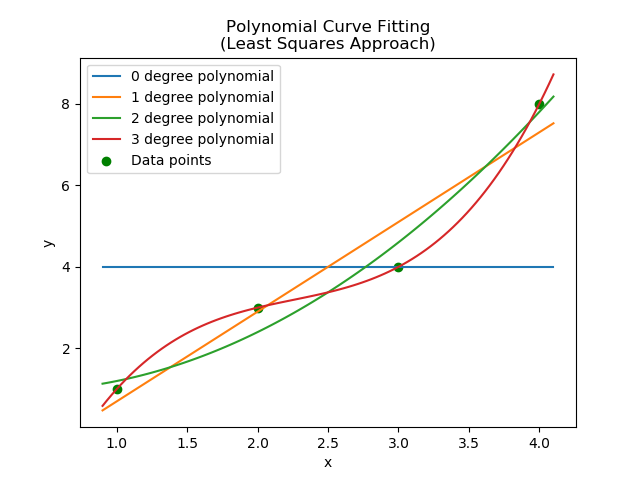 Polynomial Curve Fitting
(Least Squares Approach)
0 degree polynomial
1 degree polynomial
2 degree polynomial
3 degree polynomial
Data points
y
8
6
4
2
1.0 1.5 2.0 2.5 3.0 3.5 4.0
x